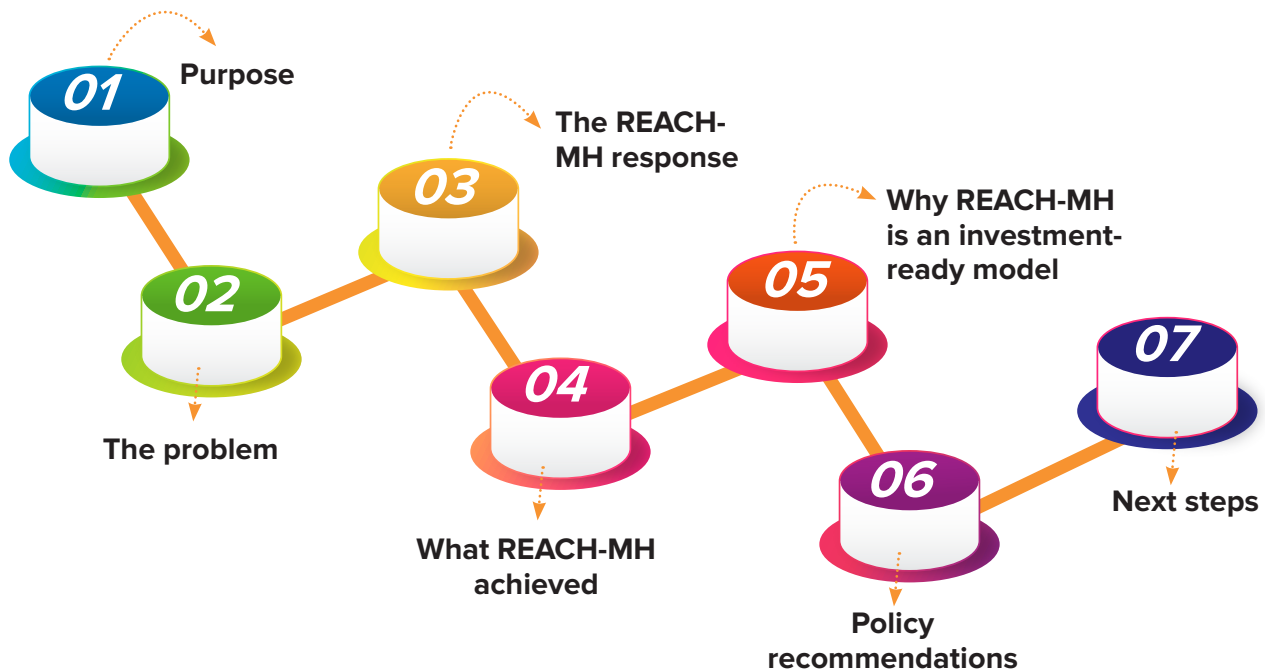 01
Purpose
02
The problem
03
The REACH-
MH response
04
What REACH-MH
achieved
05
Why REACH-MH
is an investment-
ready model
06
Policy
recommendations
07
Next steps